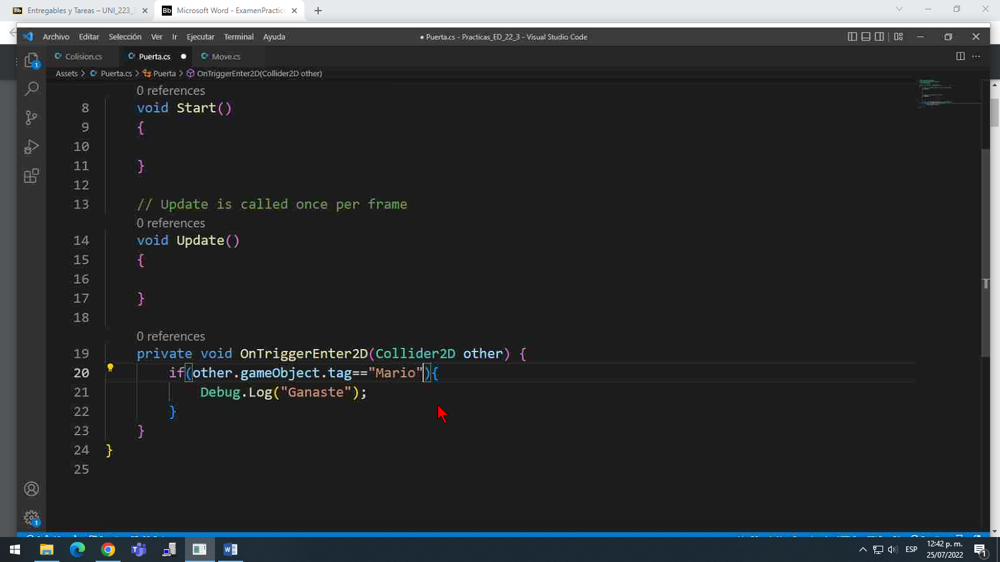 Entregables y Tareas – UNI_223_
Microsoft Word - ExamenPractico
Archivo Editar Selección Ver Ir Ejecutar Terminal Ayuda
● Puerta.cs - Practicas_ED_22_3 - Visual Studio Code
Colision.cs
Puerta.cs
Move.cs
Assets > Puerta.cs > Puerta > OnTriggerEnter2D(Collider2D other)
0 references
8 void Start()
9 {
10
11 }
12
13 // Update is called once per frame
0 references
14 void Update()
15 {
16
17 }
18
0 references
19 private void OnTriggerEnter2D(Collider2D other) {
20 if(other.gameObject.tag=="Mario"){
21 Debug.Log("Ganaste");
22 }
23 }
24 }
25
1
1
ESP
12:42 p. m.
25/07/2022
1